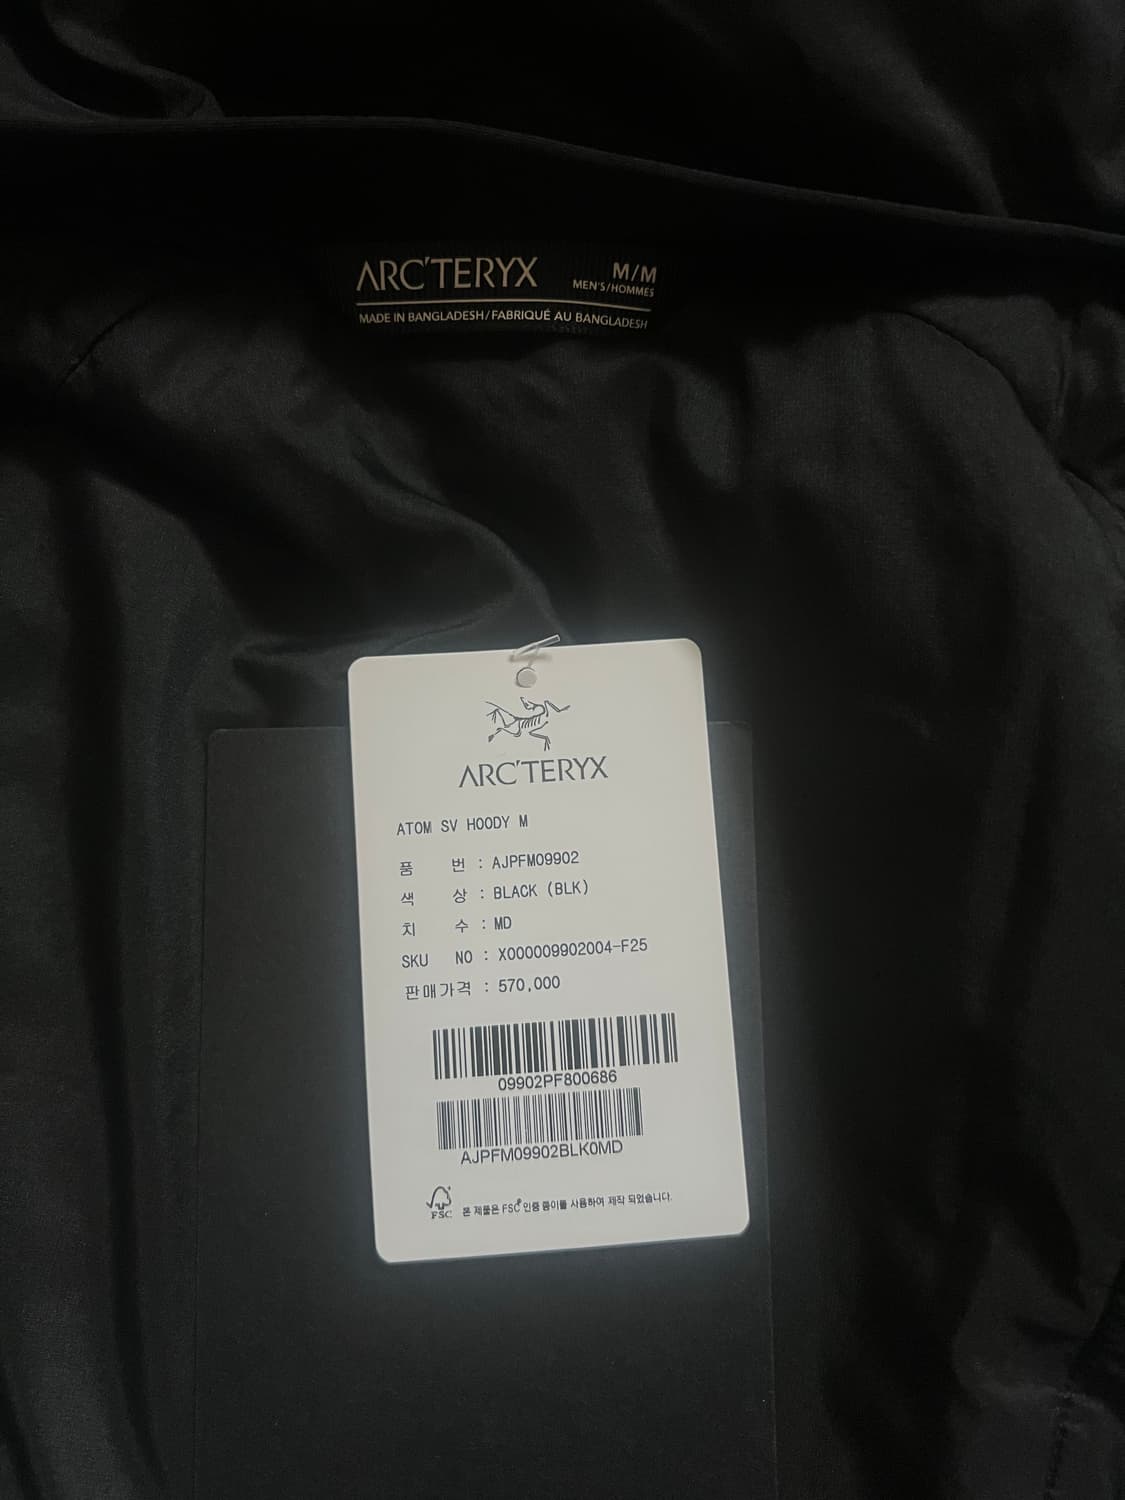 ARC'TERYX
M/M
MEN'S/HOMMES
MADE IN BANGLADESH/FABRIQUÉ AU BANGLADESH
ARC'TERYX
ATOM SV HOODY M
품 번 : AJPFM09902
색 상 : BLACK (BLK)
치 수 : MD
SKU NO : X000009902004-F25
판매가격 : 570,000
09902PF800686
AJPFM09902BLK0MD
FSC 본 제품은 FSC® 인증 종이를 사용하여 제작 되었습니다.